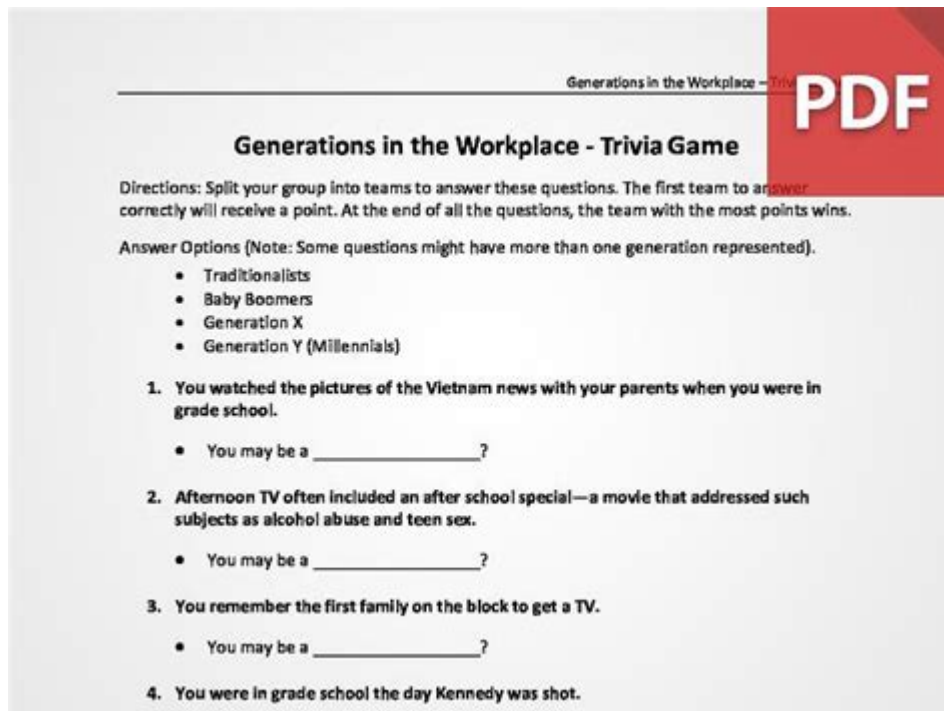 Generations in the Workplace –
PDF
Generations in the Workplace - Trivia Game
Directions: Split your group into teams to answer these questions. The first team to answer
correctly will receive a point. At the end of all the questions, the team with the most points wins.
Answer Options (Note: Some questions might have more than one generation represented).
• Traditionalists
• Baby Boomers
• Generation X
• Generation Y (Millennials)
1. You watched the pictures of the Vietnam news with your parents when you were in
grade school.
• You may be a ___________________?
2. Afternoon TV often included an after school special—a movie that addressed such
subjects as alcohol abuse and teen sex.
• You may be a ___________________?
3. You remember the first family on the block to get a TV.
• You may be a ___________________?
4. You were in grade school the day Kennedy was shot.